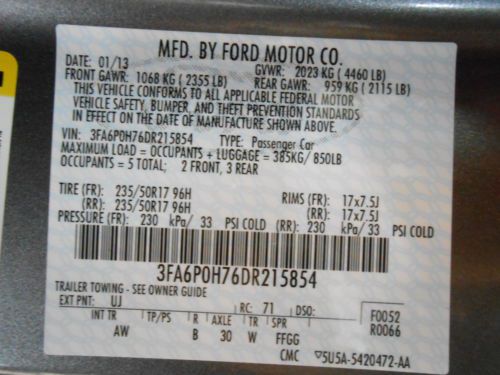 MFD. BY FORD MOTOR CO.
DATE: 01/13 GVWR: 2023 KG ( 4460 LB)
FRONT GAWR: 1068 KG ( 2355 LB) REAR GAWR: 959 KG ( 2115 LB)
THIS VEHICLE CONFORMS TO ALL APPLICABLE FEDERAL MOTOR
VEHICLE SAFETY, BUMPER, AND THEFT PREVENTION STANDARDS
IN EFFECT ON THE DATE OF MANUFACTURE SHOWN ABOVE.
VIN: 3FA6P0H76DR215854 TYPE: Passenger Car
MAXIMUM LOAD = OCCUPANTS + LUGGAGE = 385KG/ 850LB
OCCUPANTS = 5 TOTAL; 2 FRONT, 3 REAR
TIRE (FR): 235/50R17 96H RIMS (FR): 17x7.5J
(RR): 235/50R17 96H (RR): 17x7.5J
PRESSURE (FR): 230 kPa/ 33 PSI COLD (RR): 230 kPa/ 33 PSI COLD
3FA6P0H76DR215854
TRAILER TOWING - SEE OWNER GUIDE
EXT PNT: UJ RC: 71 DSO: F0052
INT TR TP/PS R AXLE TR SPR R0066
AW B 30 W FFGG
CMC ▽5U5A-5420472-AA